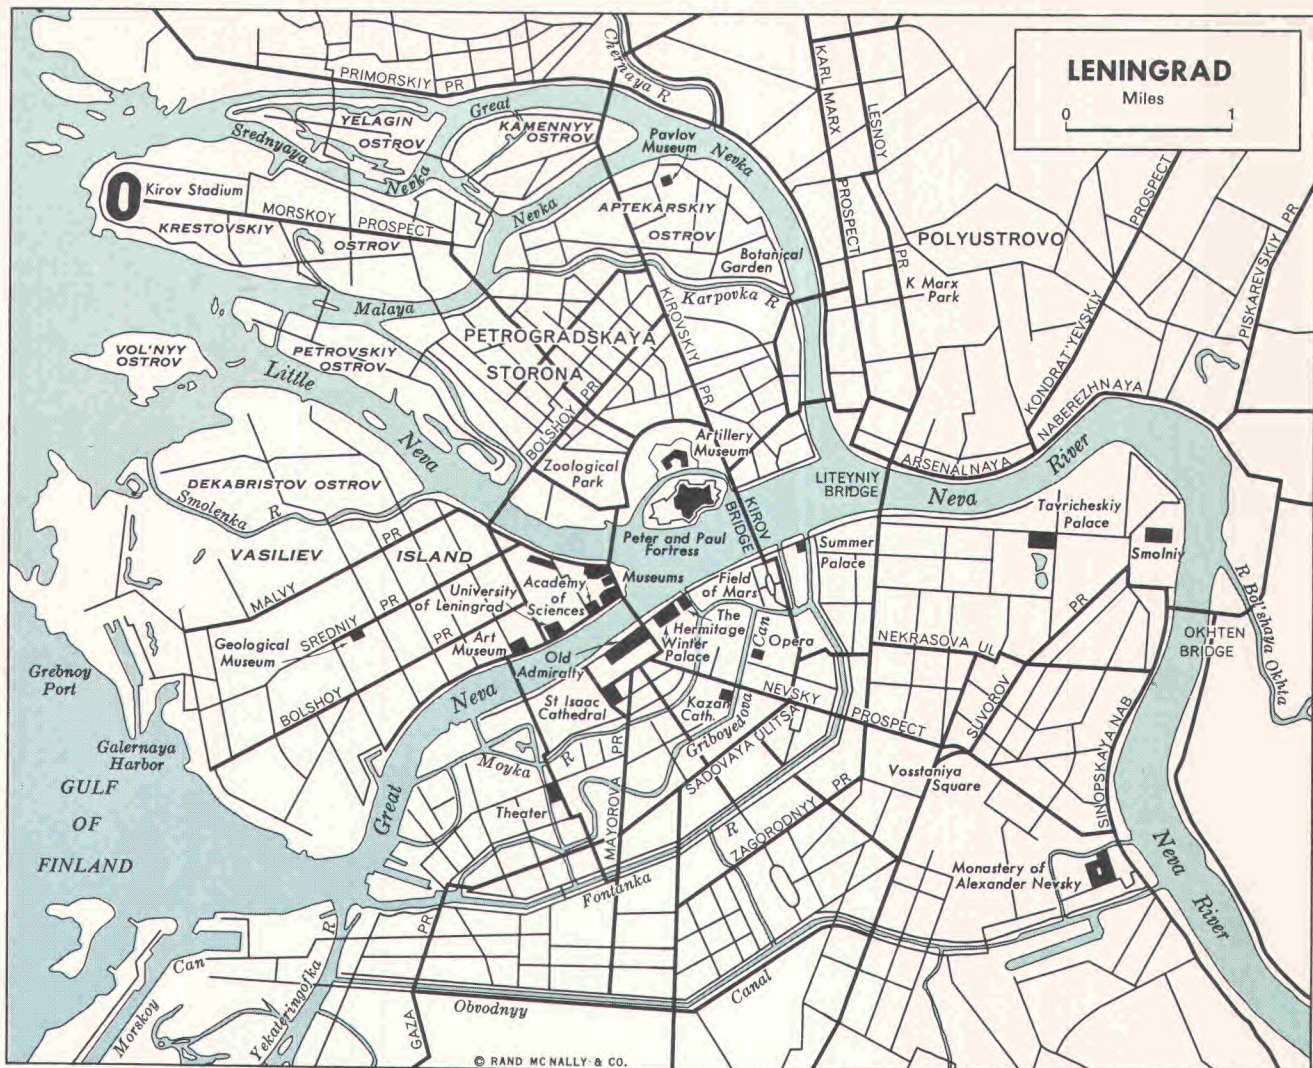 LENINGRAD
Miles
0 1
PRIMORSKIY PR
Chernaya R
KARL MARX
PROSPECT
LESNOY
PR
Great
Nevka
YELAGIN
OSTROV
KAMENNYY
OSTROV
Pavlov
Museum
Srednyaya
Nevka
Kirov Stadium
MORSKOY PROSPECT
KRESTOVSKIY
OSTROV
Nevka
APTEKARSKIY
OSTROV
Botanical
Garden
POLYUSTROVO
K Marx
Park
KONDRAT'YEVSKIY
PROSPECT
PISKAREVSKIY PR
Malaya
Karpovka R
KIROVSKIY
PR
PETROGRADSKAYA
STORONA
VOL'NYY
OSTROV
PETROVSKIY
OSTROV
Little
Neva
BOLSHOY PR
Artillery
Museum
Zoological
Park
ARSENALNAYA
NABEREZHNAYA
LITEYNIY
BRIDGE
Neva
River
DEKABRISTOV OSTROV
Smolenka R
KIROV
BRIDGE
Tavricheskiy
Palace
Smolniy
Peter and Paul
Fortress
Summer
Palace
VASILIEV
ISLAND
MALVY
PR
University
of Leningrad
Academy
of
Sciences
Museums
Field
of Mars
SREDNIY
PR
Geological
Museum
Art
Museum
BOLSHOY
PR
Old
Admiralty
The
Hermitage
Winter
Palace
Can
Opera
NEKRASOVA UL
PR
OKHTEN
BRIDGE
R Bol'shaya Okhta
Grebnoy
Port
Galernaya
Harbor
Neva
Great
St Isaac
Cathedral
Kazan
Cath.
NEVSKY
PROSPECT
SUVOROV
SINOPSKAYA NAB
Griboyedova
SADOVAYA ULITSA
Moyka
R
PR
MAYOROVA
Theater
Vosstaniya
Square
GULF
OF
FINLAND
R
ZAGORODNYY
PR
Fontanka
Monastery of
Alexander Nevsky
Neva
River
PR
GAZA
Can
Morskoy
R
Yekateringofka
Obvodnyy
Canal
© RAND MCNALLY & CO.